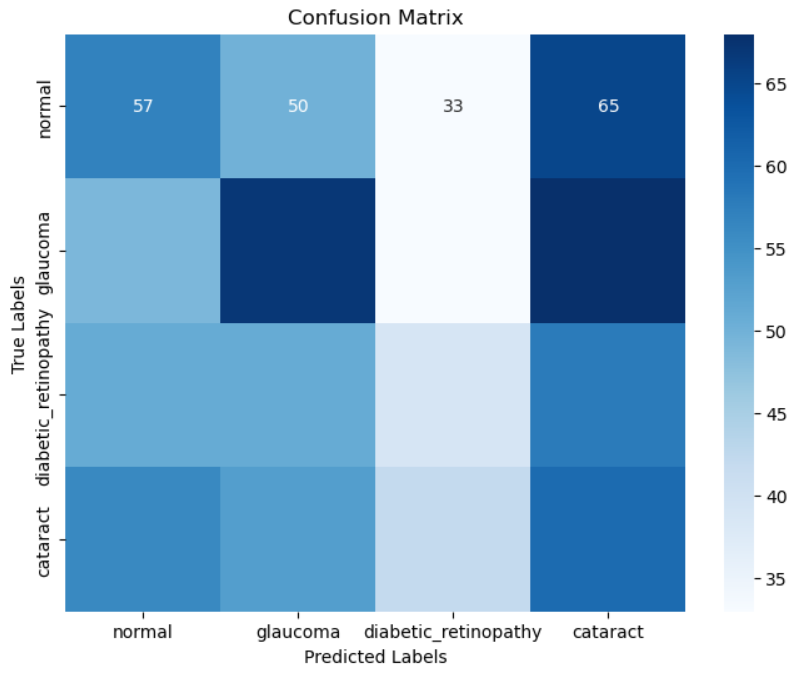 Confusion Matrix
True Labels
normal
57 50 33 65
glaucoma
diabetic_retinopathy
cataract
normal glaucoma diabetic_retinopathy cataract
Predicted Labels
65
60
55
50
45
40
35